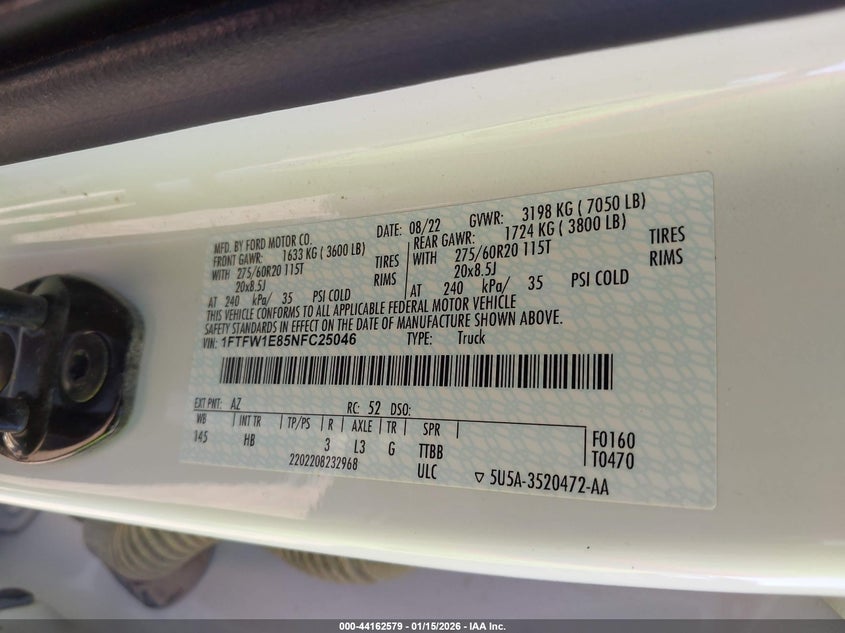 MFD. BY FORD MOTOR CO.
DATE: 08/22 GVWR: 3198 KG ( 7050 LB)
FRONT GAWR: 1633 KG ( 3600 LB)
WITH 275/60R20 115T TIRES
20x8.5J RIMS
AT 240 kPa/ 35 PSI COLD
REAR GAWR: 1724 KG ( 3800 LB)
WITH 275/60R20 115T TIRES
20x8.5J RIMS
AT 240 kPa/ 35 PSI COLD
THIS VEHICLE CONFORMS TO ALL APPLICABLE FEDERAL MOTOR VEHICLE
SAFETY STANDARDS IN EFFECT ON THE DATE OF MANUFACTURE SHOWN ABOVE.
VIN: 1FTFW1E85NFC25046 TYPE: Truck
EXT PNT: AZ RC: 52 DSO:
WB INT TR TP/PS R AXLE TR SPR
145 HB 3 L3 G TTBB
2202208232968 ULC
F0160
T0470
5U5A-3520472-AA
000-44162579 - 01/15/2026 - IAA Inc.